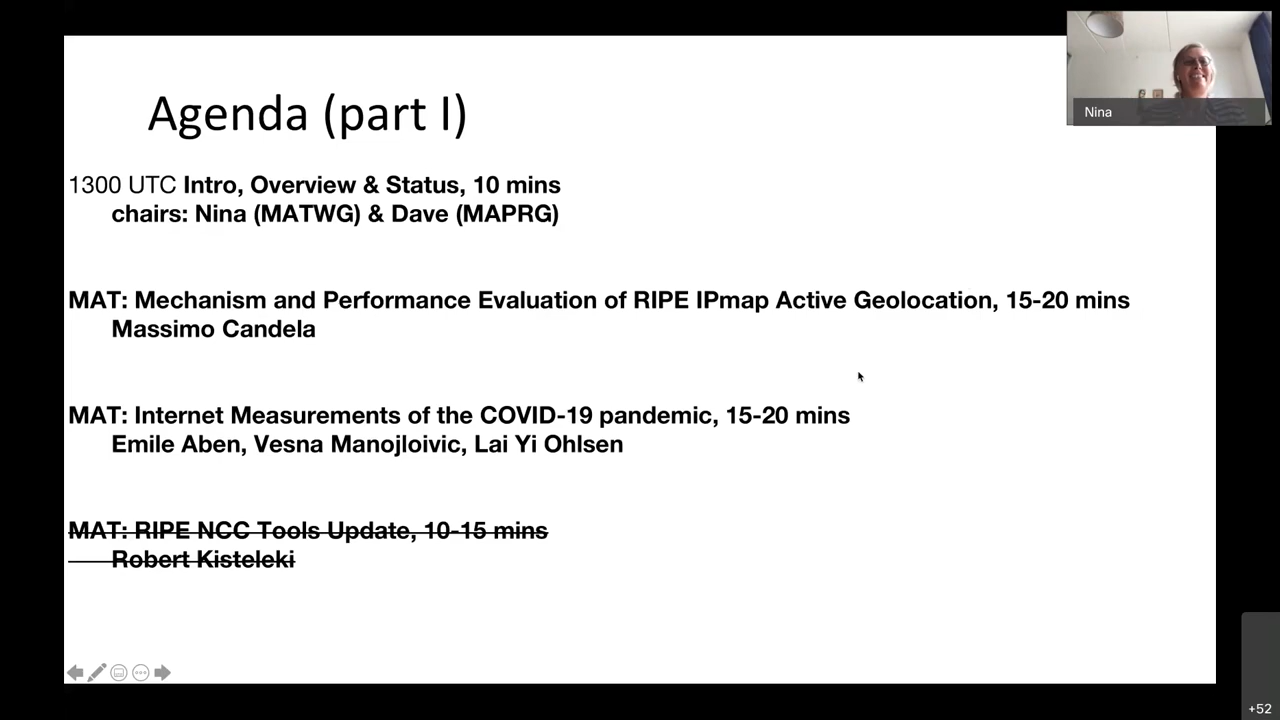 Agenda (part I)
Nina
1300 UTC Intro, Overview & Status, 10 mins
chairs: Nina (MATWG) & Dave (MAPRG)
MAT: Mechanism and Performance Evaluation of RIPE IPmap Active Geolocation, 15-20 mins
Massimo Candela
MAT: Internet Measurements of the COVID-19 pandemic, 15-20 mins
Emile Aben, Vesna Manojloivic, Lai Yi Ohlsen
MAT: RIPE NCC Tools Update, 10-15 mins
Robert Kisteleki
+52